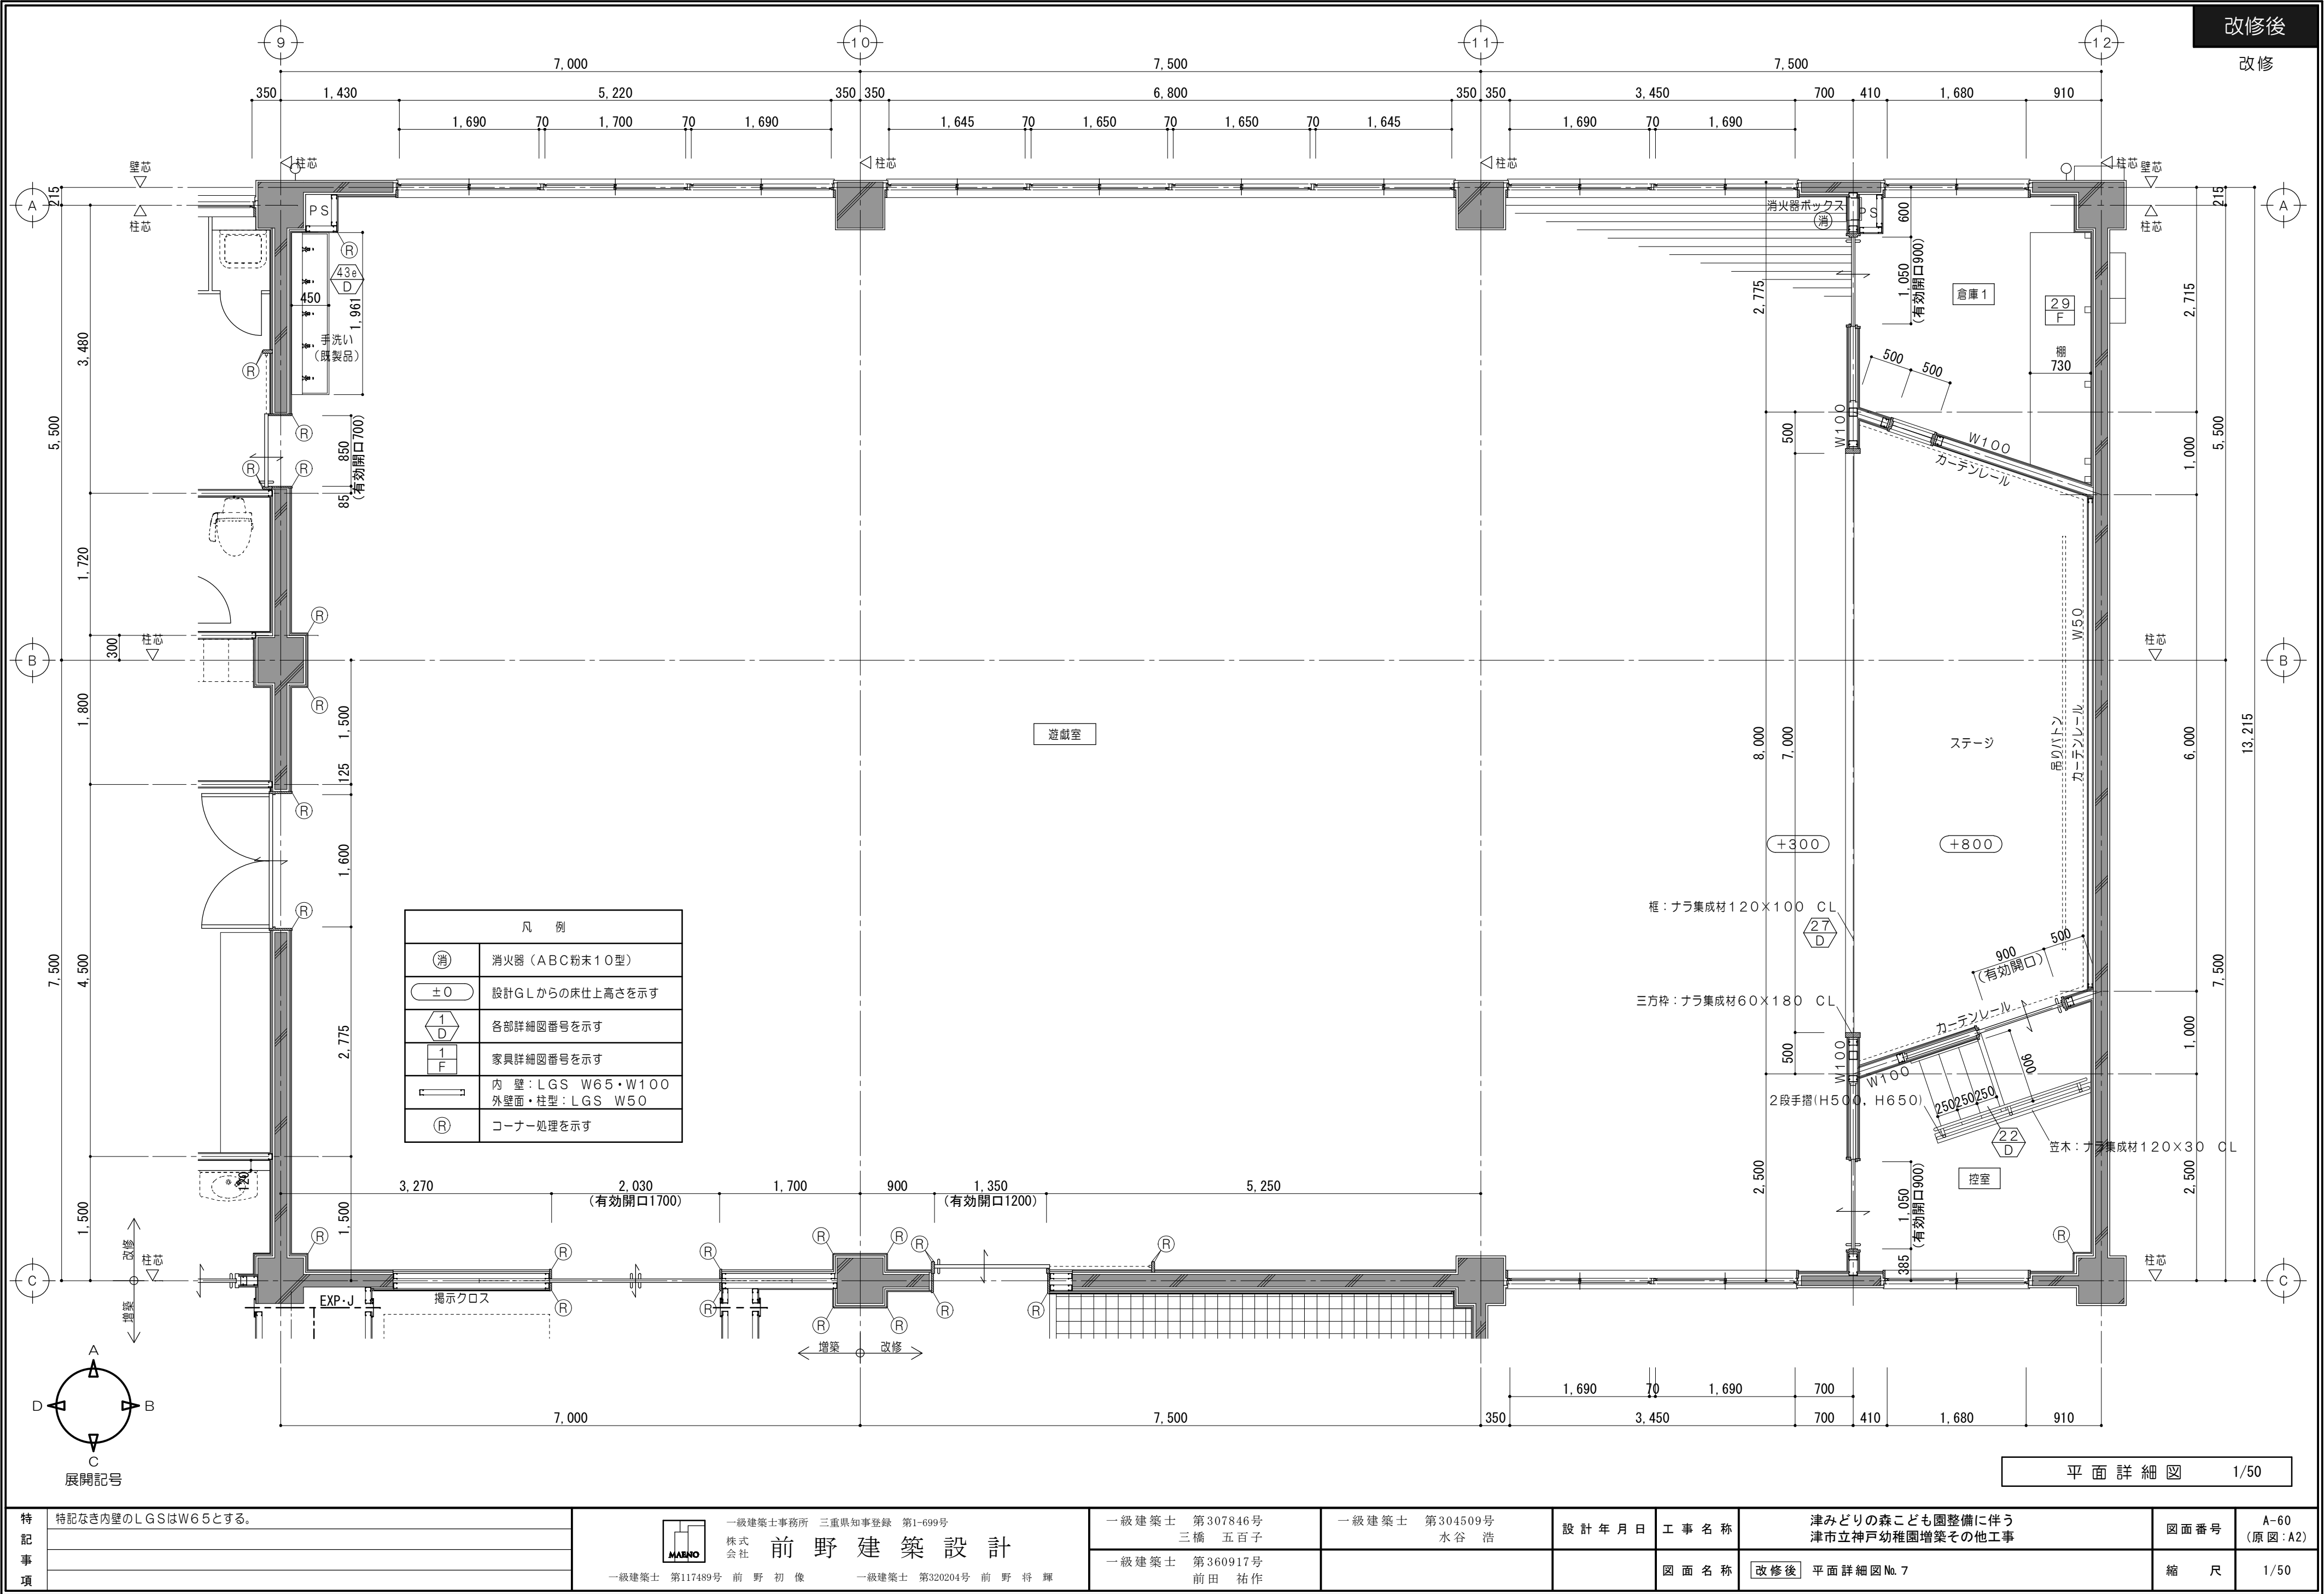 改修後
改修
9
10
11
12
7,000
7,500
7,500
350
1,430
5,220
350
350
6,800
350
350
3,450
700
410
1,680
910
1,690
70
1,700
70
1,690
1,645
70
1,650
70
1,650
70
1,645
1,690
70
1,690
壁芯
柱芯
柱芯
柱芯
柱芯
壁芯
215
A
柱芯
PS
消火器ボックス
消
PS
600
215
柱芯
A
R
43e
D
450
1,961
手洗い
(既製品)
3,480
R
2,775
1,050
(有効開口900)
倉庫1
29
F
棚
730
2,715
500
500
5,500
R
850
(有効開口700)
R
R
85
W100
500
W100
カーテンレール
1,000
5,500
1,720
R
300
柱芯
B
W50
柱芯
B
R
1,800
1,500
遊戯室
8,000
7,000
ステージ
吊りバトン
カーテンレール
6,000
13,215
125
R
1,600
+300
+800
R
框:ナラ集成材120×100 CL
27
D
500
900
(有効開口)
7,500
4,500
7,500
凡 例
消
消火器(ABC粉末10型)
±0
設計GLからの床仕上高さを示す
1
D
各部詳細図番号を示す
1
F
家具詳細図番号を示す
内 壁:LGS W65・W100
外壁面・柱型:LGS W50
R
コーナー処理を示す
2,775
三方枠:ナラ集成材60×180 CL
カーテンレール
500
W100
W100
900
1,000
2段手摺(H500, H650)
250
250
250
22
D
笠木:ナラ集成材120×30 CL
120
3,270
2,030
(有効開口1700)
1,700
900
1,350
(有効開口1200)
5,250
2,500
控室
1,050
(有効開口900)
2,500
1,500
1,500
改修
増築
柱芯
R
R
R
R
R
R
R
R
385
柱芯
C
C
EXP・J
掲示クロス
R
R
R
R
R
R
増築
改修
1,690
70
1,690
700
7,000
7,500
350
3,450
700
410
1,680
910
A
D
B
C
展開記号
平面詳細図 1/50
特記事項
特記なき内壁のLGSはW65とする。
MAENO
一級建築士事務所 三重県知事登録 第1-699号
株式会社 前野建築設計
一級建築士 第117489号 前野初像 一級建築士 第320204号 前野将輝
一級建築士 第307846号
三橋 五百子
一級建築士 第304509号
水谷 浩
一級建築士 第360917号
前田 祐作
設計年月日
工事名称
津みどりの森こども園整備に伴う
津市立神戸幼稚園増築その他工事
図面番号
A-60
(原図:A2)
図面名称
改修後 平面詳細図No.7
縮 尺
1/50